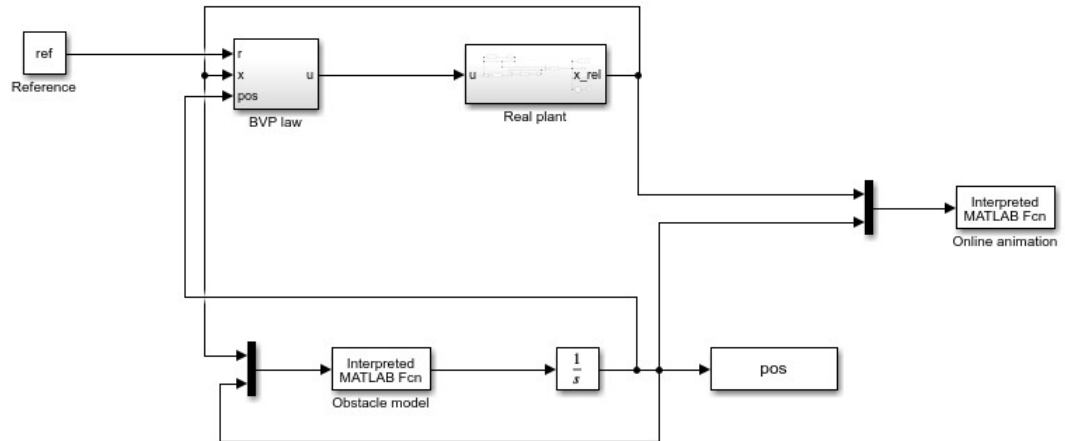 ref
Reference
r
x
pos
u
BVP law
u
x_rel
Real plant
Interpreted
MATLAB Fcn
Online animation
Interpreted
MATLAB Fcn
Obstacle model
1
s
pos